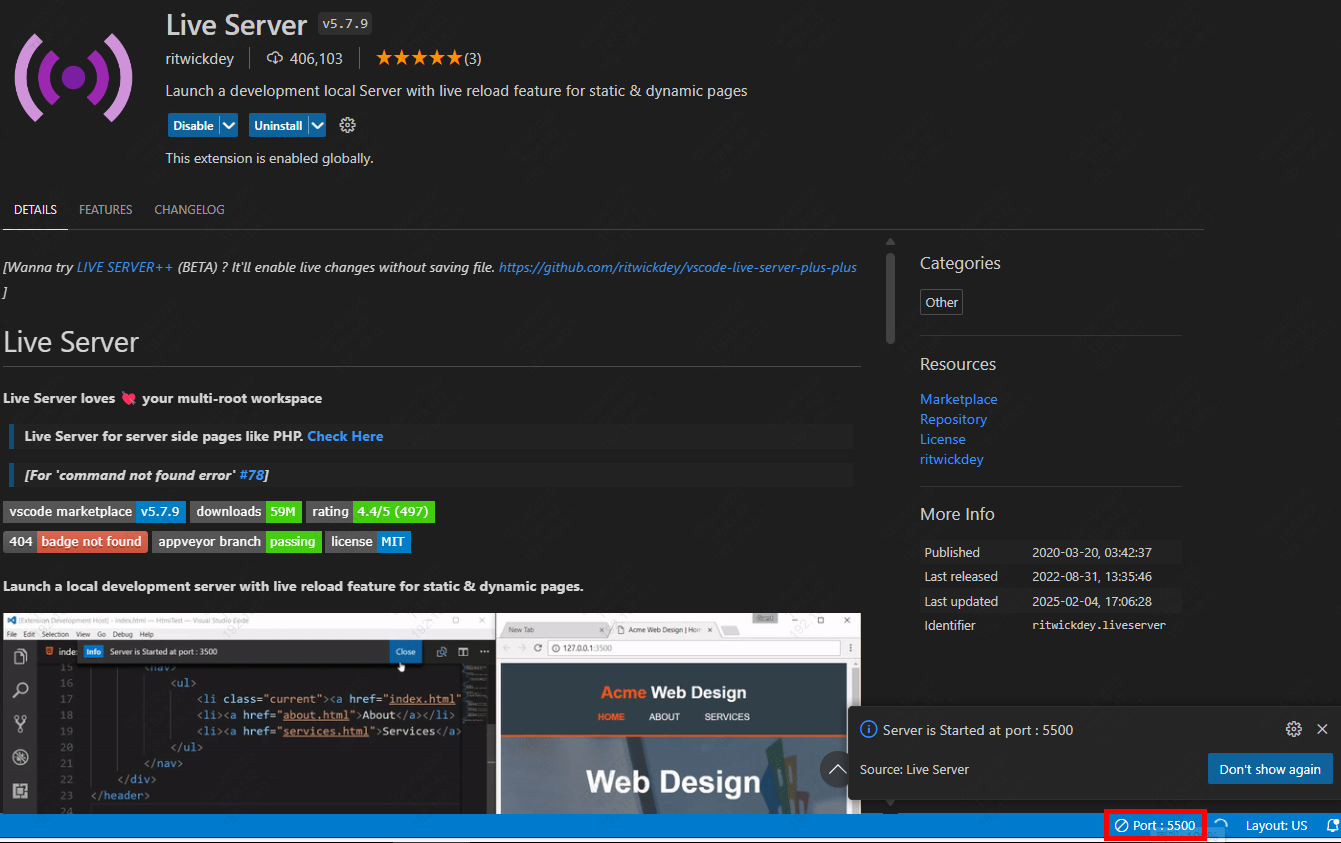 Live Server v5.7.9
ritwickdey 406,103 ★★★★★(3)
Launch a development local Server with live reload feature for static & dynamic pages
Disable Uninstall
This extension is enabled globally.
DETAILS FEATURES CHANGELOG
[Wanna try LIVE SERVER++ (BETA) ? It'll enable live changes without saving file. https://github.com/ritwickdey/vscode-live-server-plus-plus
]
Live Server
Live Server loves 💘 your multi-root workspace
Live Server for server side pages like PHP. Check Here
[For 'command not found error' #78]
vscode marketplace v5.7.9 downloads 59M rating 4.4/5 (497)
404 badge not found appveyor branch passing license MIT
Launch a local development server with live reload feature for static & dynamic pages.
[Extension Development Host] - index.html — HtmlTest — Visual Studio Code
File Edit Selection View Go Debug Help
inde Info Server is Started at port : 3500 Close
15 <nav>
16 <ul>
17 <li class="current"><a href="index.html"
18 <li><a href="about.html">About</a></li>
19 <li><a href="services.html">Services</a>
20 </ul>
21 </nav>
22 </div>
23 </header>
24
New Tab Acme Web Design | Hom
127.0.0.1:3500
Acme Web Design
HOME ABOUT SERVICES
Web Design
Categories
Other
Resources
Marketplace
Repository
License
ritwickdey
More Info
Published 2020-03-20, 03:42:37
Last released 2022-08-31, 13:35:46
Last updated 2025-02-04, 17:06:28
Identifier ritwickdey.liveserver
Server is Started at port : 5500
Source: Live Server
Don't show again
Port : 5500 Layout: US